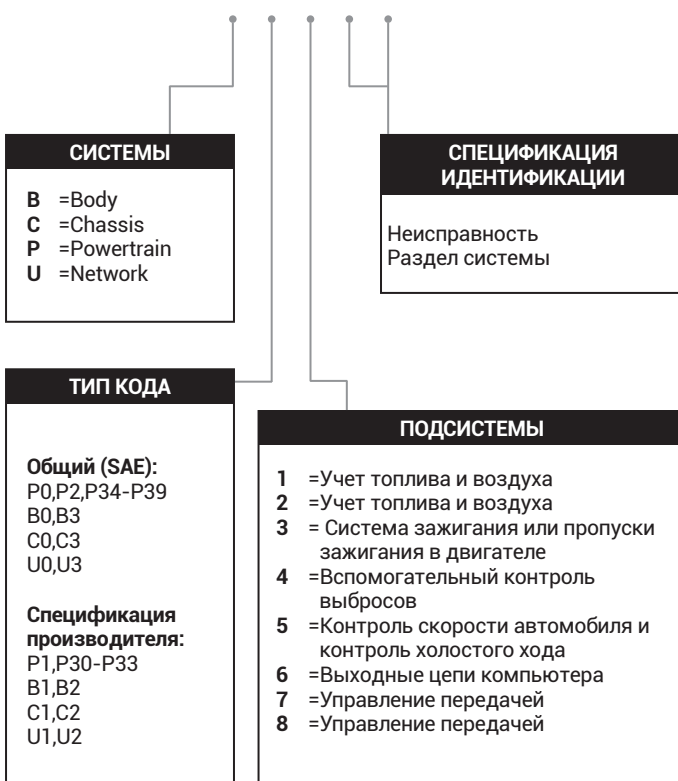 СИСТЕМЫ
B =Body
C =Chassis
P =Powertrain
U =Network
СПЕЦИФИКАЦИЯ
ИДЕНТИФИКАЦИИ
Неисправность
Раздел системы
ТИП КОДА
Общий (SAE):
P0,P2,P34-P39
B0,B3
C0,C3
U0,U3
Спецификация
производителя:
P1,P30-P33
B1,B2
C1,C2
U1,U2
ПОДСИСТЕМЫ
1 =Учет топлива и воздуха
2 =Учет топлива и воздуха
3 = Система зажигания или пропуски
зажигания в двигателе
4 =Вспомогательный контроль
выбросов
5 =Контроль скорости автомобиля и
контроль холостого хода
6 =Выходные цепи компьютера
7 =Управление передачей
8 =Управление передачей